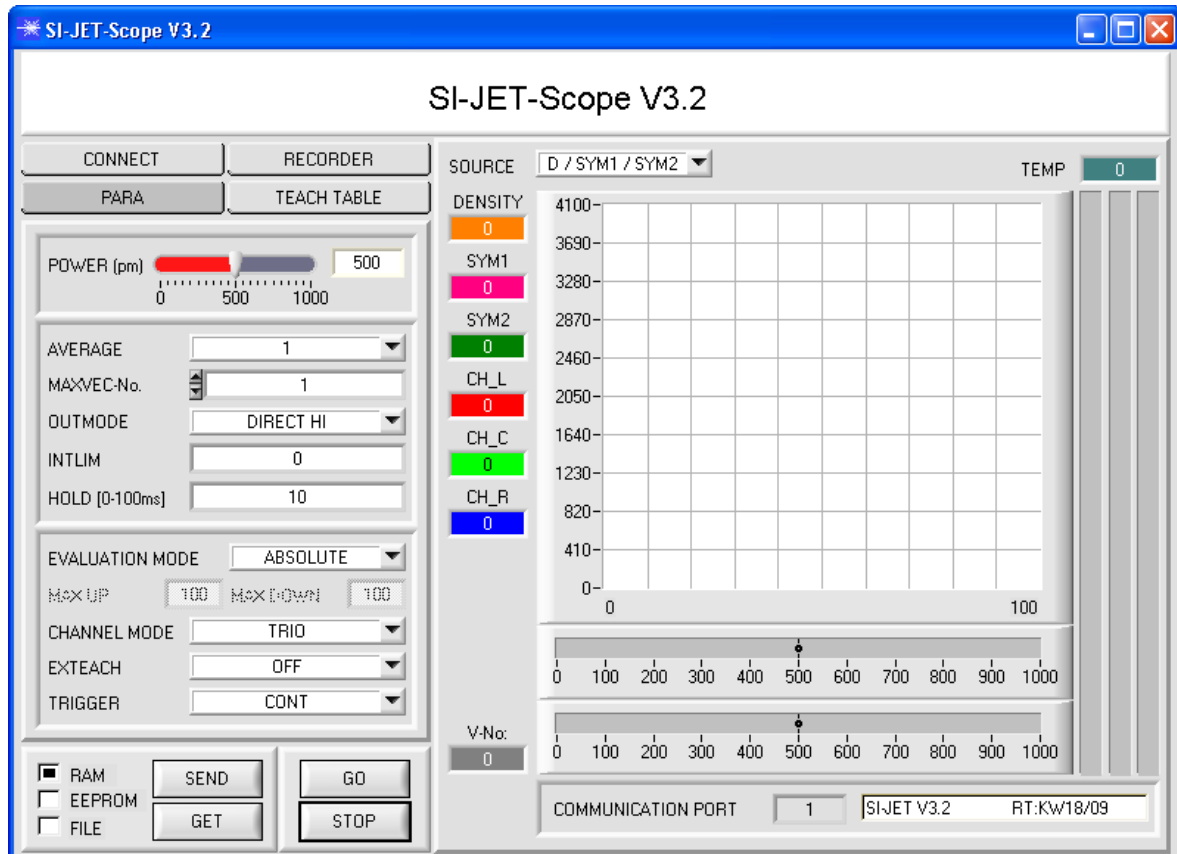 SI-JET-Scope V3.2
SI-JET-Scope V3.2
CONNECT
RECORDER
PARA
TEACH TABLE
POWER (pm)
500
0 500 1000
AVERAGE 1
MAXVEC-No. 1
OUTMODE DIRECT HI
INTLIM 0
HOLD [0-100ms] 10
EVALUATION MODE ABSOLUTE
MAX UP 100 MAX DOWN 100
CHANNEL MODE TRIO
EXTEACH OFF
TRIGGER CONT
RAM
EEPROM
FILE
SEND
GET
GO
STOP
SOURCE D / SYM1 / SYM2
TEMP 0
DENSITY
0
SYM1
0
SYM2
0
CH_L
0
CH_C
0
CH_R
0
V-No:
0
4100
3690
3280
2870
2460
2050
1640
1230
820
410
0
0 100
0 100 200 300 400 500 600 700 800 900 1000
0 100 200 300 400 500 600 700 800 900 1000
COMMUNICATION PORT 1 SI-JET V3.2 RT:KW18/09